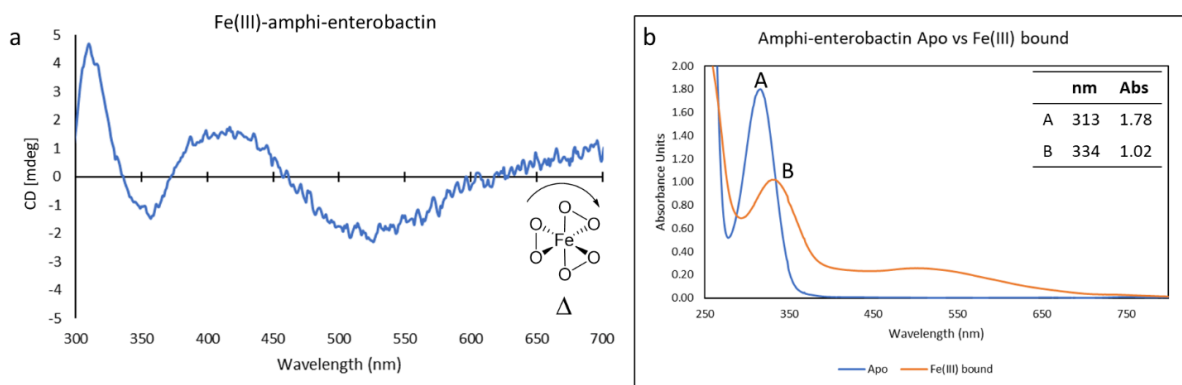 a
Fe(III)-amphi-enterobactin
CD [mdeg]
5
4
3
2
1
0
-1
-2
-3
-4
-5
300
350
400
450
500
550
600
650
700
Wavelength (nm)
O O
O O
Fe
O O
Δ
b
Amphi-enterobactin Apo vs Fe(III) bound
Absorbance Units
2.00
1.80
1.60
1.40
1.20
1.00
0.80
0.60
0.40
0.20
0.00
250
350
450
550
650
750
Wavelength (nm)
A
B
nm Abs
A 313 1.78
B 334 1.02
Apo
Fe(III) bound